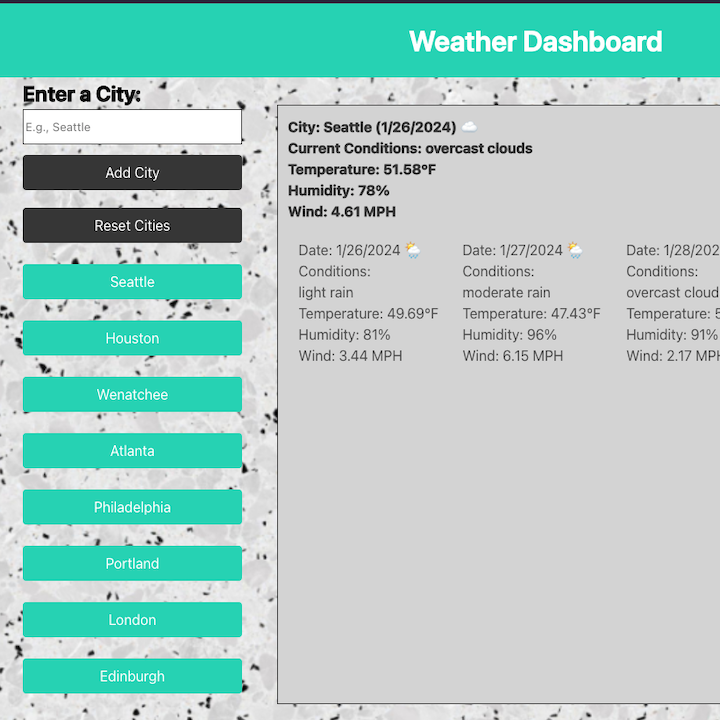 Weather Dashboard
Enter a City:
E.g., Seattle
Add City
Reset Cities
Seattle
Houston
Wenatchee
Atlanta
Philadelphia
Portland
London
Edinburgh
City: Seattle (1/26/2024) ☁️
Current Conditions: overcast clouds
Temperature: 51.58°F
Humidity: 78%
Wind: 4.61 MPH
Date: 1/26/2024 🌦️
Conditions:
light rain
Temperature: 49.69°F
Humidity: 81%
Wind: 3.44 MPH
Date: 1/27/2024 🌦️
Conditions:
moderate rain
Temperature: 47.43°F
Humidity: 96%
Wind: 6.15 MPH
Date: 1/28/202
Conditions:
overcast cloud
Temperature: 5
Humidity: 91%
Wind: 2.17 MPH